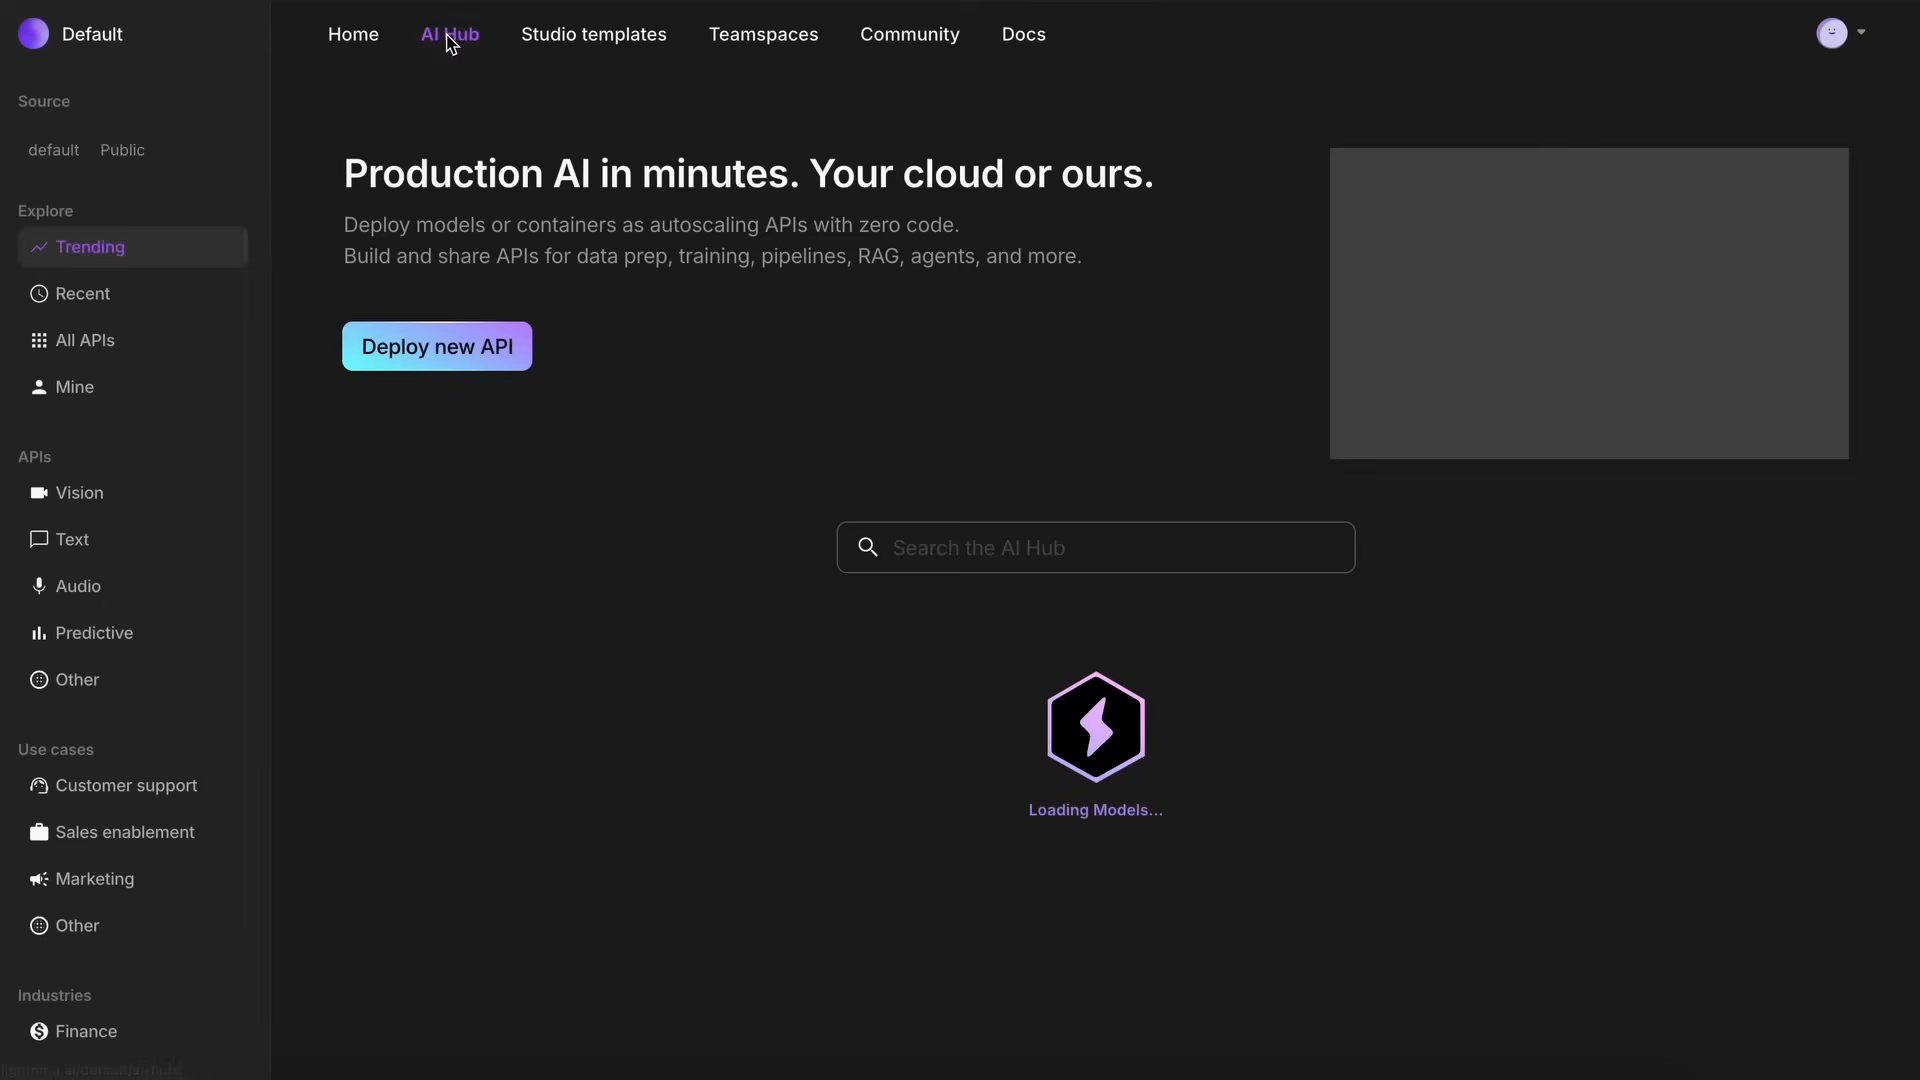 Default
Home
AI Hub
Studio templates
Teamspaces
Community
Docs
Source
default
Public
Explore
Trending
Recent
All APIs
Mine
APIs
Vision
Text
Audio
Predictive
Other
Use cases
Customer support
Sales enablement
Marketing
Other
Industries
Finance
Production AI in minutes. Your cloud or ours.
Deploy models or containers as autoscaling APIs with zero code.
Build and share APIs for data prep, training, pipelines, RAG, agents, and more.
Deploy new API
Search the AI Hub
Loading Models...